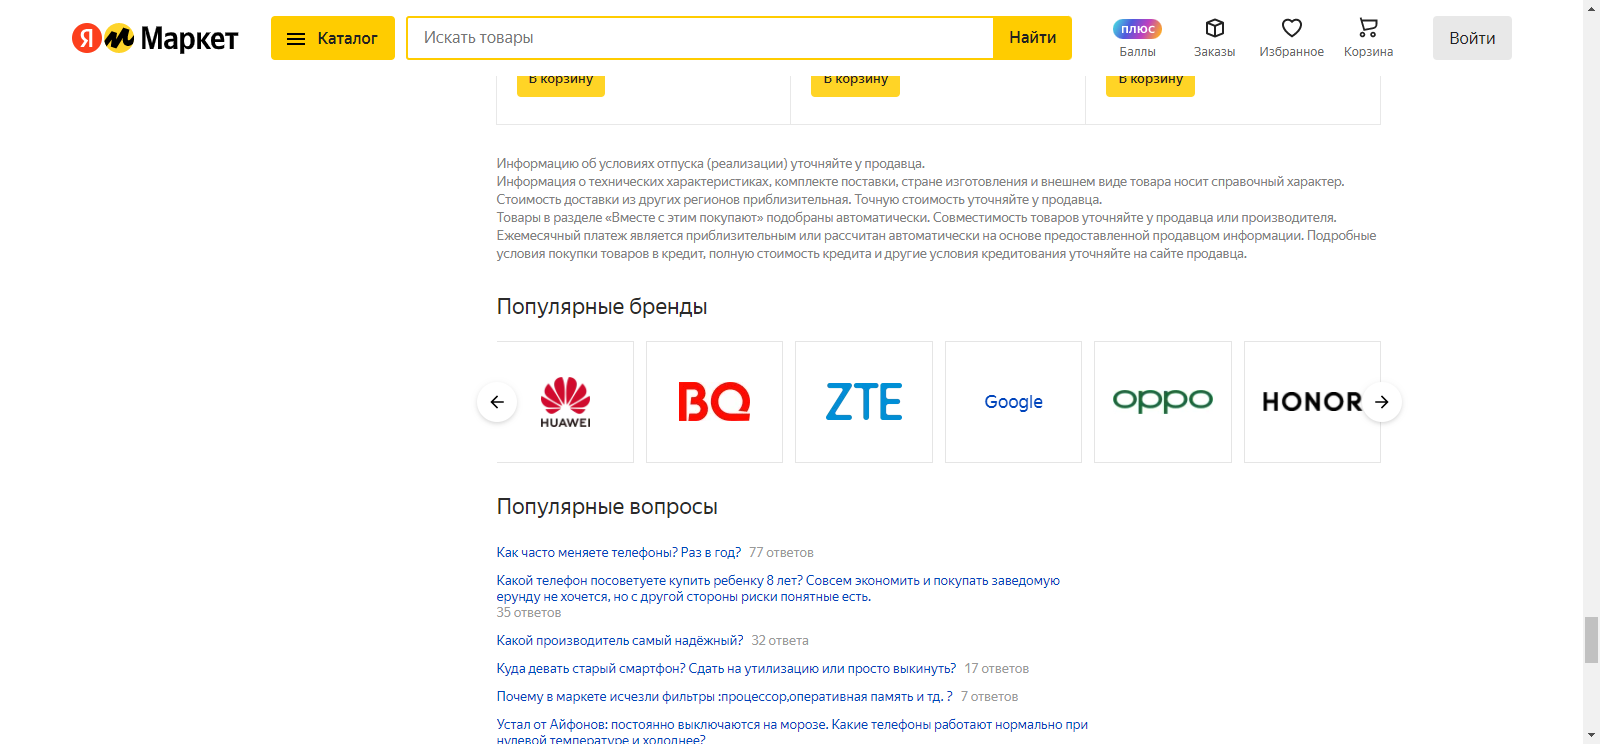 Я Маркет
Каталог
Искать товары
Найти
плюс
Баллы
Заказы
Избранное
Корзина
Войти
В корзину
В корзину
В корзину
Информацию об условиях отпуска (реализации) уточняйте у продавца.
Информация о технических характеристиках, комплекте поставки, стране изготовления и внешнем виде товара носит справочный характер.
Стоимость доставки из других регионов приблизительная. Точную стоимость уточняйте у продавца.
Товары в разделе «Вместе с этим покупают» подобраны автоматически. Совместимость товаров уточняйте у продавца или производителя.
Ежемесячный платеж является приблизительным или рассчитан автоматически на основе предоставленной продавцом информации. Подробные
условия покупки товаров в кредит, полную стоимость кредита и другие условия кредитования уточняйте на сайте продавца.
Популярные бренды
HUAWEI
BQ
ZTE
Google
oppo
HONOR
Популярные вопросы
Как часто меняете телефоны? Раз в год? 77 ответов
Какой телефон посоветуете купить ребенку 8 лет? Совсем экономить и покупать заведомую
ерунду не хочется, но с другой стороны риски понятные есть.
35 ответов
Какой производитель самый надёжный? 32 ответа
Куда девать старый смартфон? Сдать на утилизацию или просто выкинуть? 17 ответов
Почему в маркете исчезли фильтры :процессор,оперативная память и тд. ? 7 ответов
Устал от Айфонов: постоянно выключаются на морозе. Какие телефоны работают нормально при
нулевой температуре и холоднее?